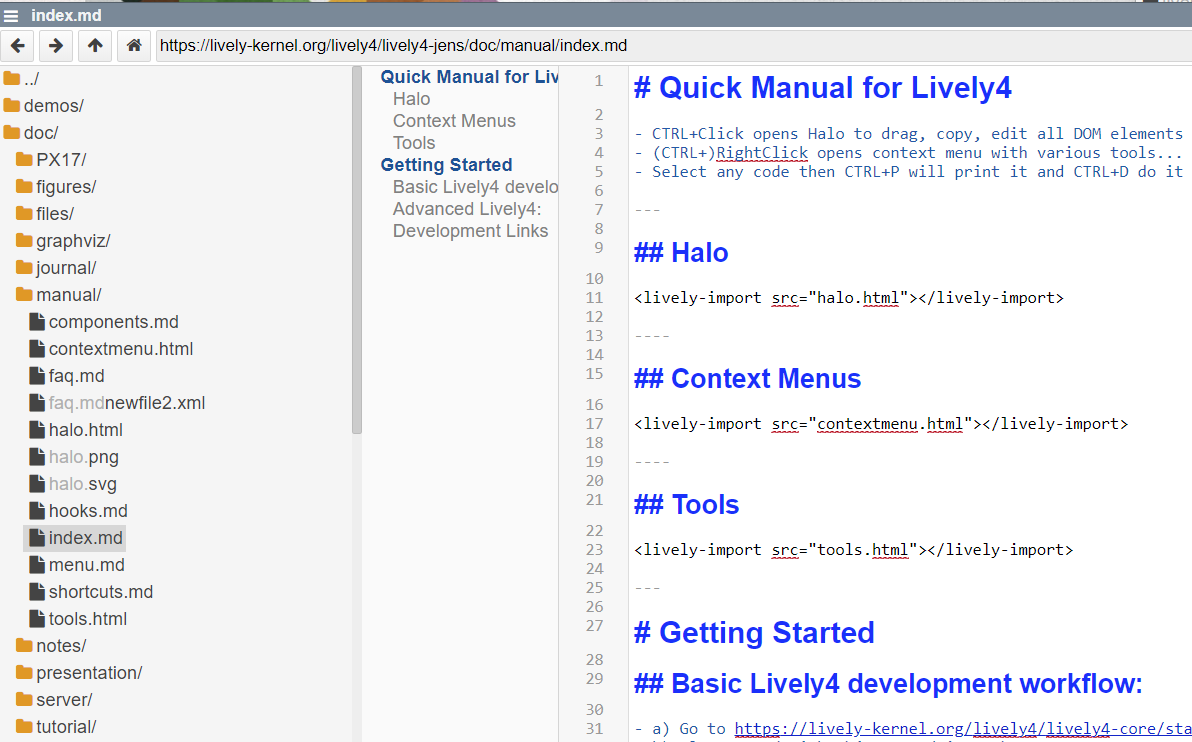 index.md
https://lively-kernel.org/lively4/lively4-jens/doc/manual/index.md
../
demos/
doc/
PX17/
figures/
files/
graphviz/
journal/
manual/
components.md
contextmenu.html
faq.md
faq.mdnewfile2.xml
halo.html
halo.png
halo.svg
hooks.md
index.md
menu.md
shortcuts.md
tools.html
notes/
presentation/
server/
tutorial/
Quick Manual for Liv
Halo
Context Menus
Tools
Getting Started
Basic Lively4 develo
Advanced Lively4:
Development Links
1 # Quick Manual for Lively4
2
3 - CTRL+Click opens Halo to drag, copy, edit all DOM elements
4 - (CTRL+)RightClick opens context menu with various tools...
5 - Select any code then CTRL+P will print it and CTRL+D do it
6
7 ---
8
9 ## Halo
10
11 <lively-import src="halo.html"></lively-import>
12
13 ----
14
15 ## Context Menus
16
17 <lively-import src="contextmenu.html"></lively-import>
18
19 ----
20
21 ## Tools
22
23 <lively-import src="tools.html"></lively-import>
24
25 ---
26
27 # Getting Started
28
29 ## Basic Lively4 development workflow:
30
31 - a) Go to https://lively-kernel.org/lively4/lively4-core/sta